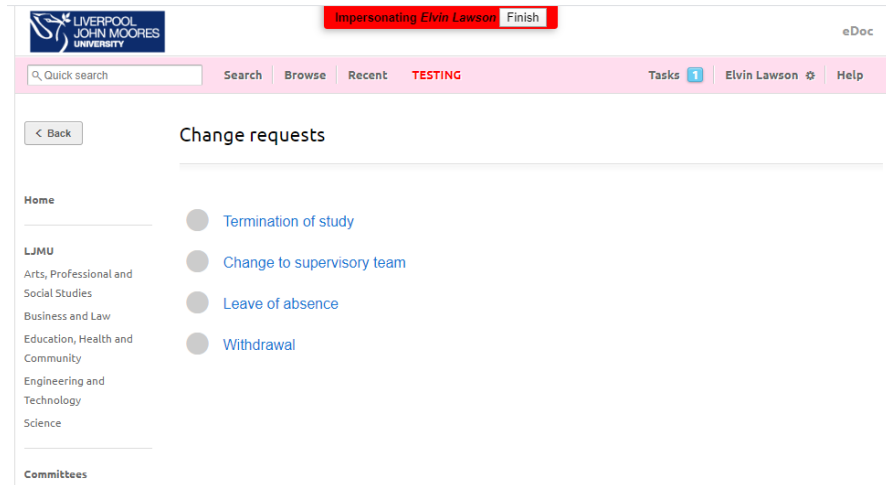 LIVERPOOL
JOHN MOORES
UNIVERSITY
Impersonating Elvin Lawson Finish
eDoc
Quick search Search Browse Recent TESTING Tasks 1 Elvin Lawson Help
< Back
Change requests
Home
LJMU
Arts, Professional and
Social Studies
Business and Law
Education, Health and
Community
Engineering and
Technology
Science
Committees
Termination of study
Change to supervisory team
Leave of absence
Withdrawal